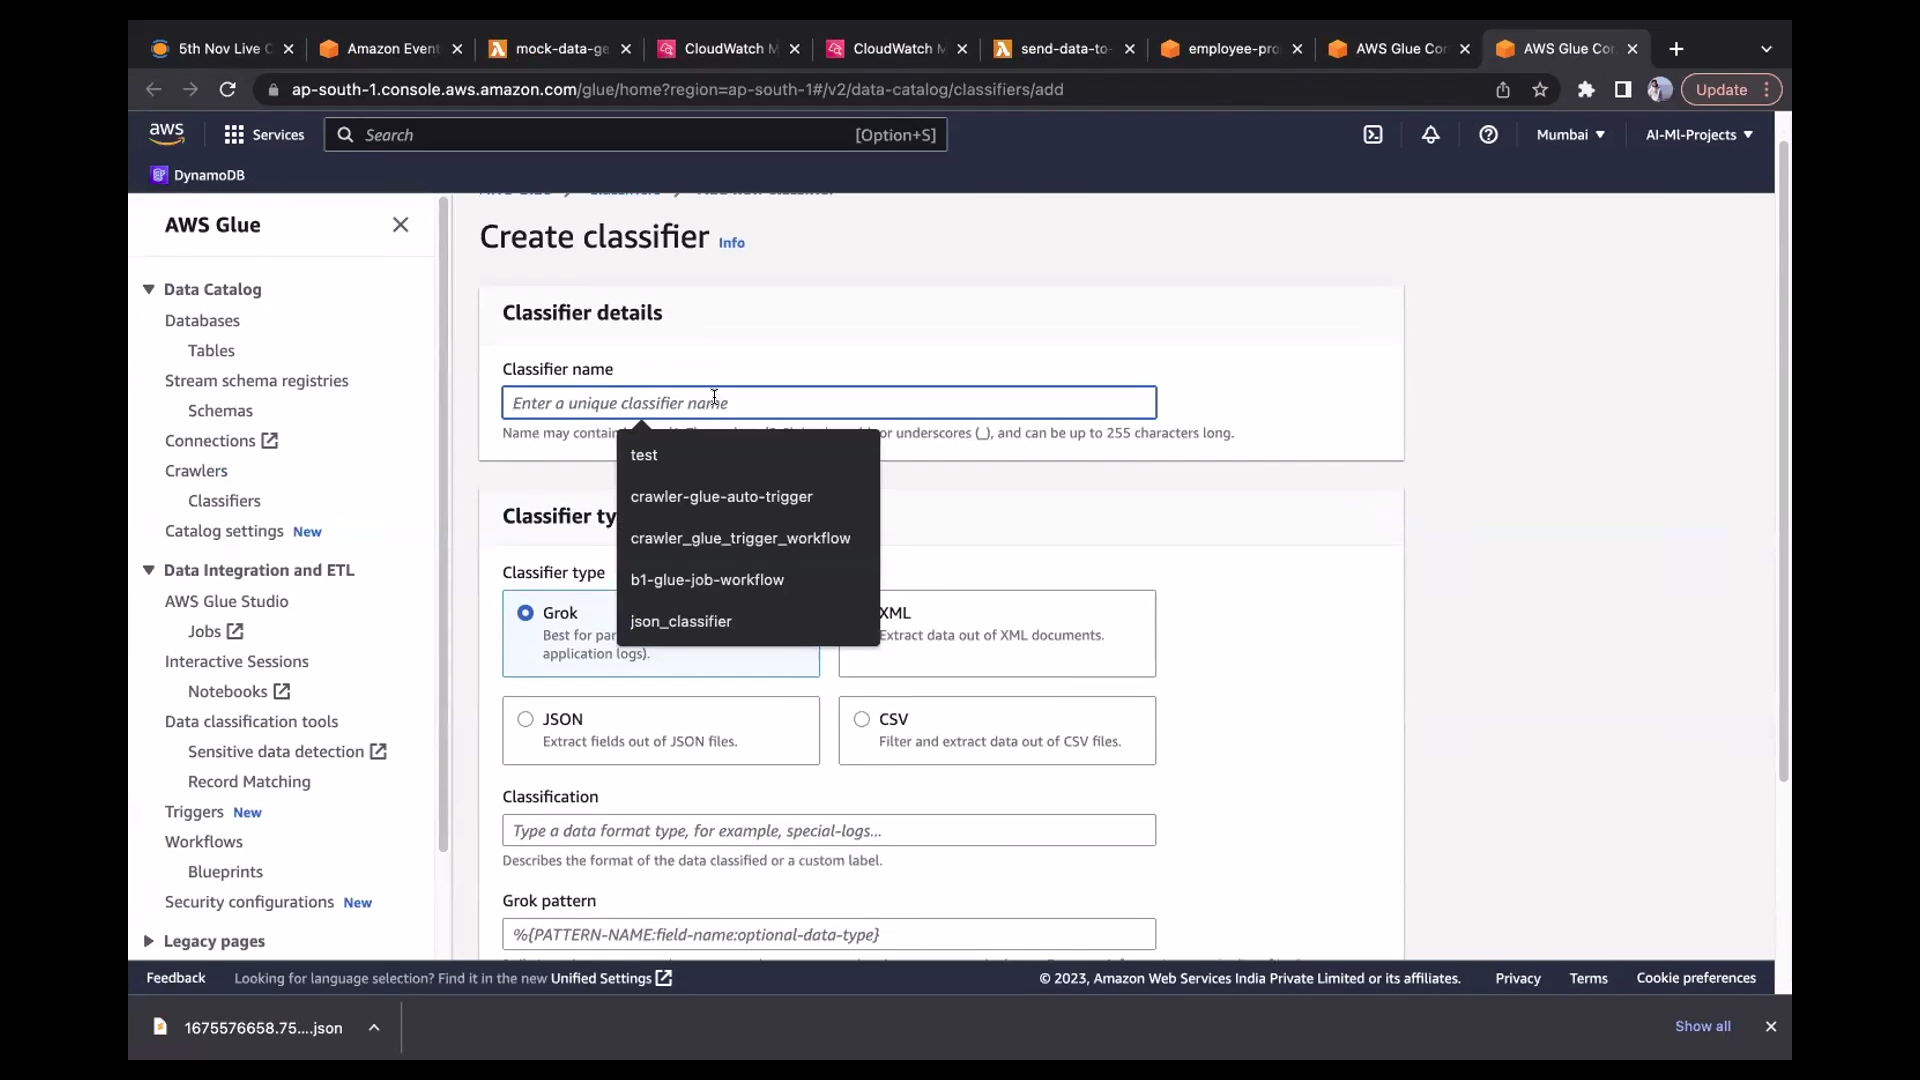 5th Nov Live C
Amazon Event
mock-data-ge
CloudWatch M
CloudWatch M
send-data-to-
employee-pro
AWS Glue Con
AWS Glue Con
ap-south-1.console.aws.amazon.com/glue/home?region=ap-south-1#/v2/data-catalog/classifiers/add
Update
aws
Services
Search
[Option+S]
Mumbai
AI-Ml-Projects
DynamoDB
AWS Glue
Data Catalog
Databases
Tables
Stream schema registries
Schemas
Connections
Crawlers
Classifiers
Catalog settings New
Data Integration and ETL
AWS Glue Studio
Jobs
Interactive Sessions
Notebooks
Data classification tools
Sensitive data detection
Record Matching
Triggers New
Workflows
Blueprints
Security configurations New
Legacy pages
Create classifier Info
Classifier details
Classifier name
Enter a unique classifier name
Name may contain or underscores (_), and can be up to 255 characters long.
test
crawler-glue-auto-trigger
crawler_glue_trigger_workflow
b1-glue-job-workflow
json_classifier
Classifier ty
Classifier type
Grok
Best for par
application logs).
XML
Extract data out of XML documents.
JSON
Extract fields out of JSON files.
CSV
Filter and extract data out of CSV files.
Classification
Type a data format type, for example, special-logs...
Describes the format of the data classified or a custom label.
Grok pattern
%{PATTERN-NAME:field-name:optional-data-type}
Feedback
Looking for language selection? Find it in the new Unified Settings
© 2023, Amazon Web Services India Private Limited or its affiliates.
Privacy
Terms
Cookie preferences
1675576658.75....json
Show all